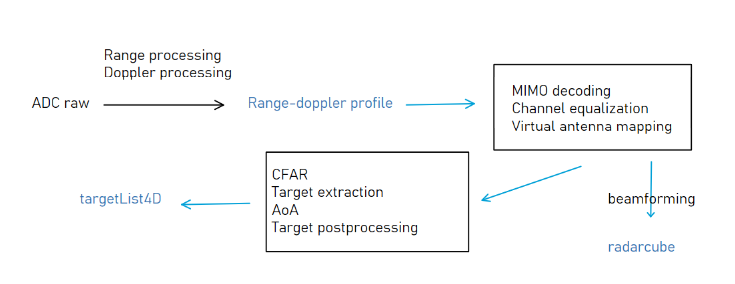 Range processing
Doppler processing
ADC raw
Range-doppler profile
MIMO decoding
Channel equalization
Virtual antenna mapping
CFAR
Target extraction
AoA
Target postprocessing
targetList4D
beamforming
radarcube